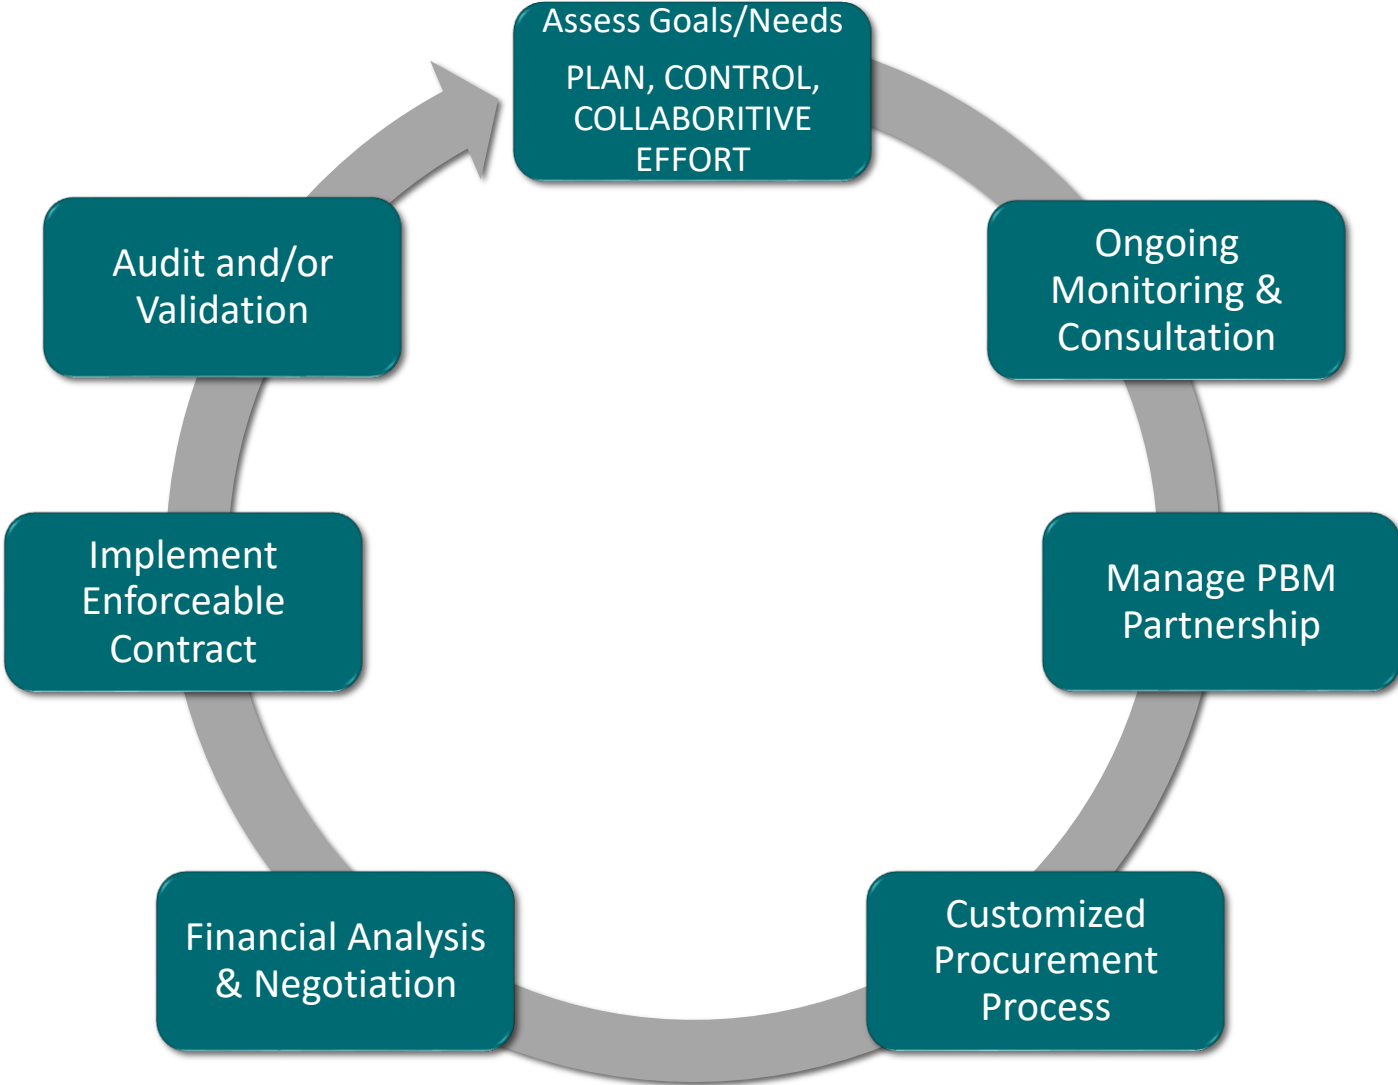 Assess Goals/Needs
PLAN, CONTROL,
COLLABORITIVE
EFFORT
Ongoing
Monitoring &
Consultation
Manage PBM
Partnership
Customized
Procurement
Process
Financial Analysis
& Negotiation
Implement
Enforceable
Contract
Audit and/or
Validation